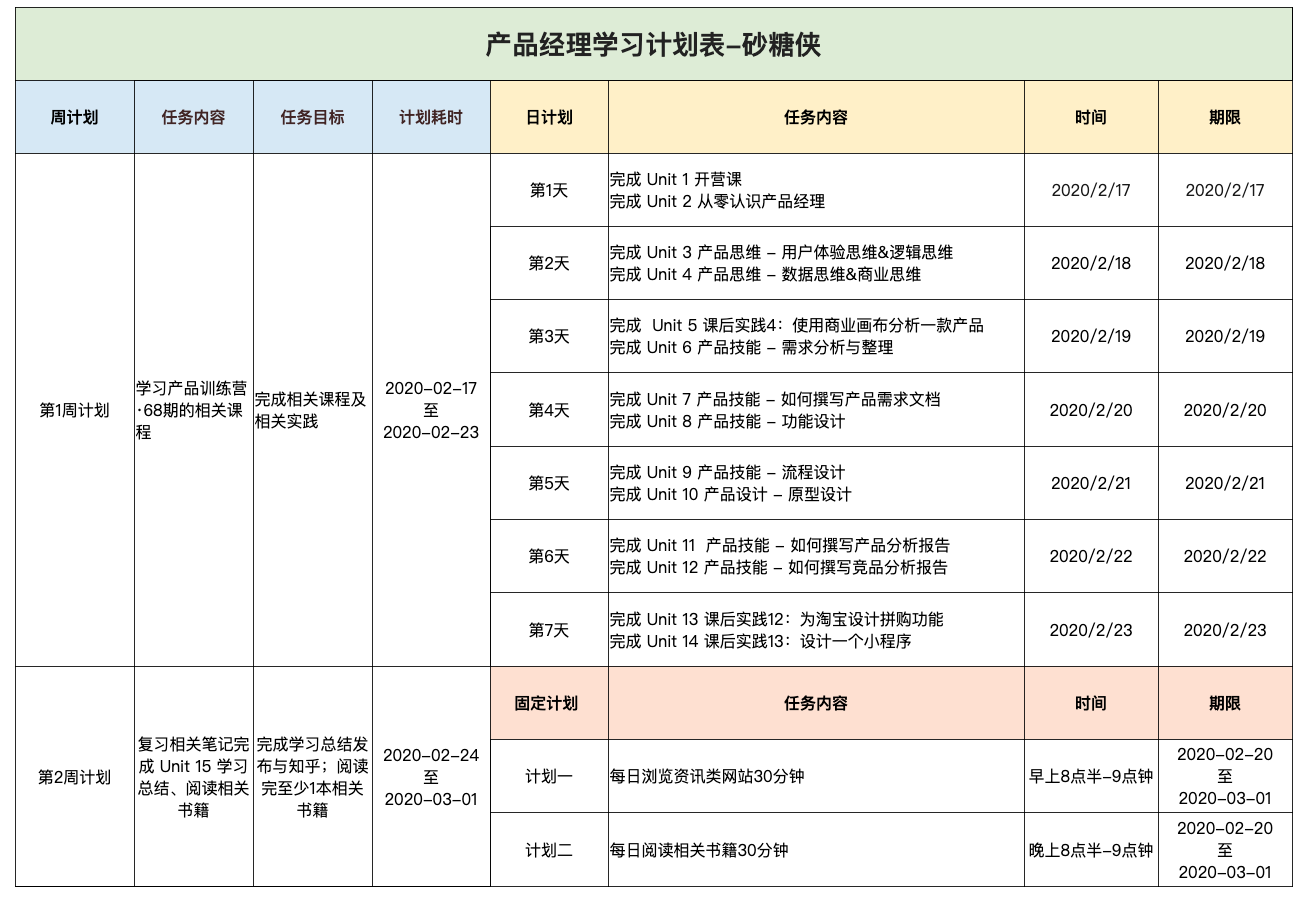 产品经理学习计划表–砂糖侠
周计划
任务内容
任务目标
计划耗时
日计划
任务内容
时间
期限
第1周计划
学习产品训练营
·68期的相关课
程
完成相关课程及
相关实践
2020–02–17
至
2020–02–23
第1天
完成 Unit 1 开营课
完成 Unit 2 从零认识产品经理
2020/2/17
2020/2/17
第2天
完成 Unit 3 产品思维 – 用户体验思维&逻辑思维
完成 Unit 4 产品思维 – 数据思维&商业思维
2020/2/18
2020/2/18
第3天
完成  Unit 5 课后实践4：使用商业画布分析一款产品
完成 Unit 6 产品技能 – 需求分析与整理
2020/2/19
2020/2/19
第4天
完成 Unit 7 产品技能 – 如何撰写产品需求文档
完成 Unit 8 产品技能 – 功能设计
2020/2/20
2020/2/20
第5天
完成 Unit 9 产品技能 – 流程设计
完成 Unit 10 产品设计 – 原型设计
2020/2/21
2020/2/21
第6天
完成 Unit 11  产品技能 – 如何撰写产品分析报告
完成 Unit 12 产品技能 – 如何撰写竞品分析报告
2020/2/22
2020/2/22
第7天
完成 Unit 13 课后实践12：为淘宝设计拼购功能
完成 Unit 14 课后实践13：设计一个小程序
2020/2/23
2020/2/23
第2周计划
复习相关笔记完
成 Unit 15 学习
总结、阅读相关
书籍
完成学习总结发
布与知乎；阅读
完至少1本相关
书籍
2020–02–24
至
2020–03–01
固定计划
任务内容
时间
期限
计划一
每日浏览资讯类网站30分钟
早上8点半–9点钟
2020–02–20
至
2020–03–01
计划二
每日阅读相关书籍30分钟
晚上8点半–9点钟
2020–02–20
至
2020–03–01